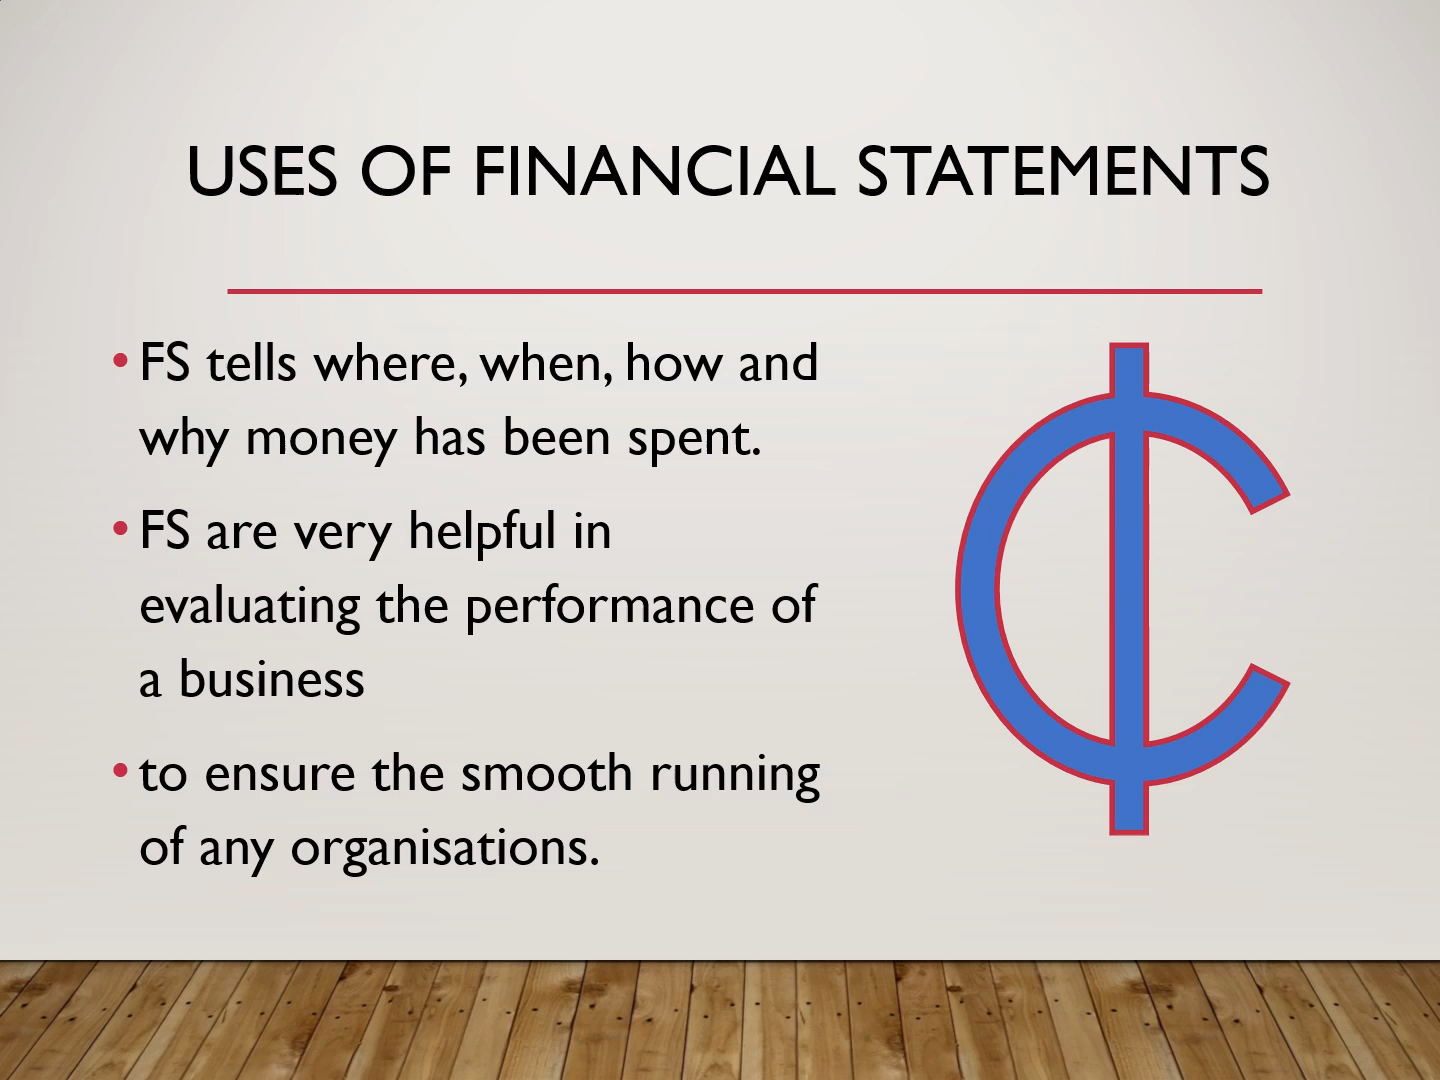 USES OF FINANCIAL STATEMENTS
• FS tells where, when, how and
why money has been spent.
• FS are very helpful in
evaluating the performance of
a business
• to ensure the smooth running
of any organisations.
₵